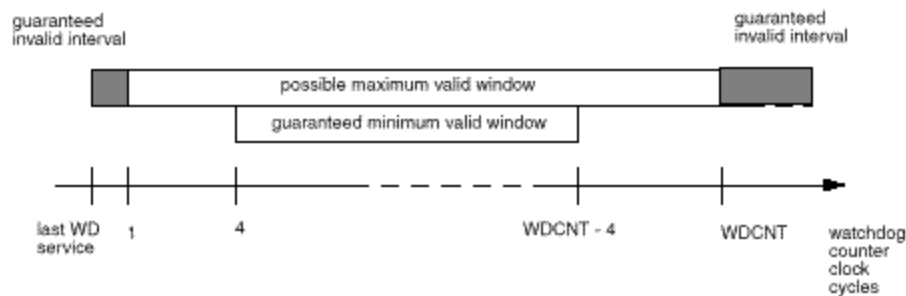 guaranteed
invalid interval
guaranteed
invalid interval
possible maximum valid window
guaranteed minimum valid window
last WD
service
1
4
WDCNT - 4
WDCNT
watchdog
counter
clock
cycles